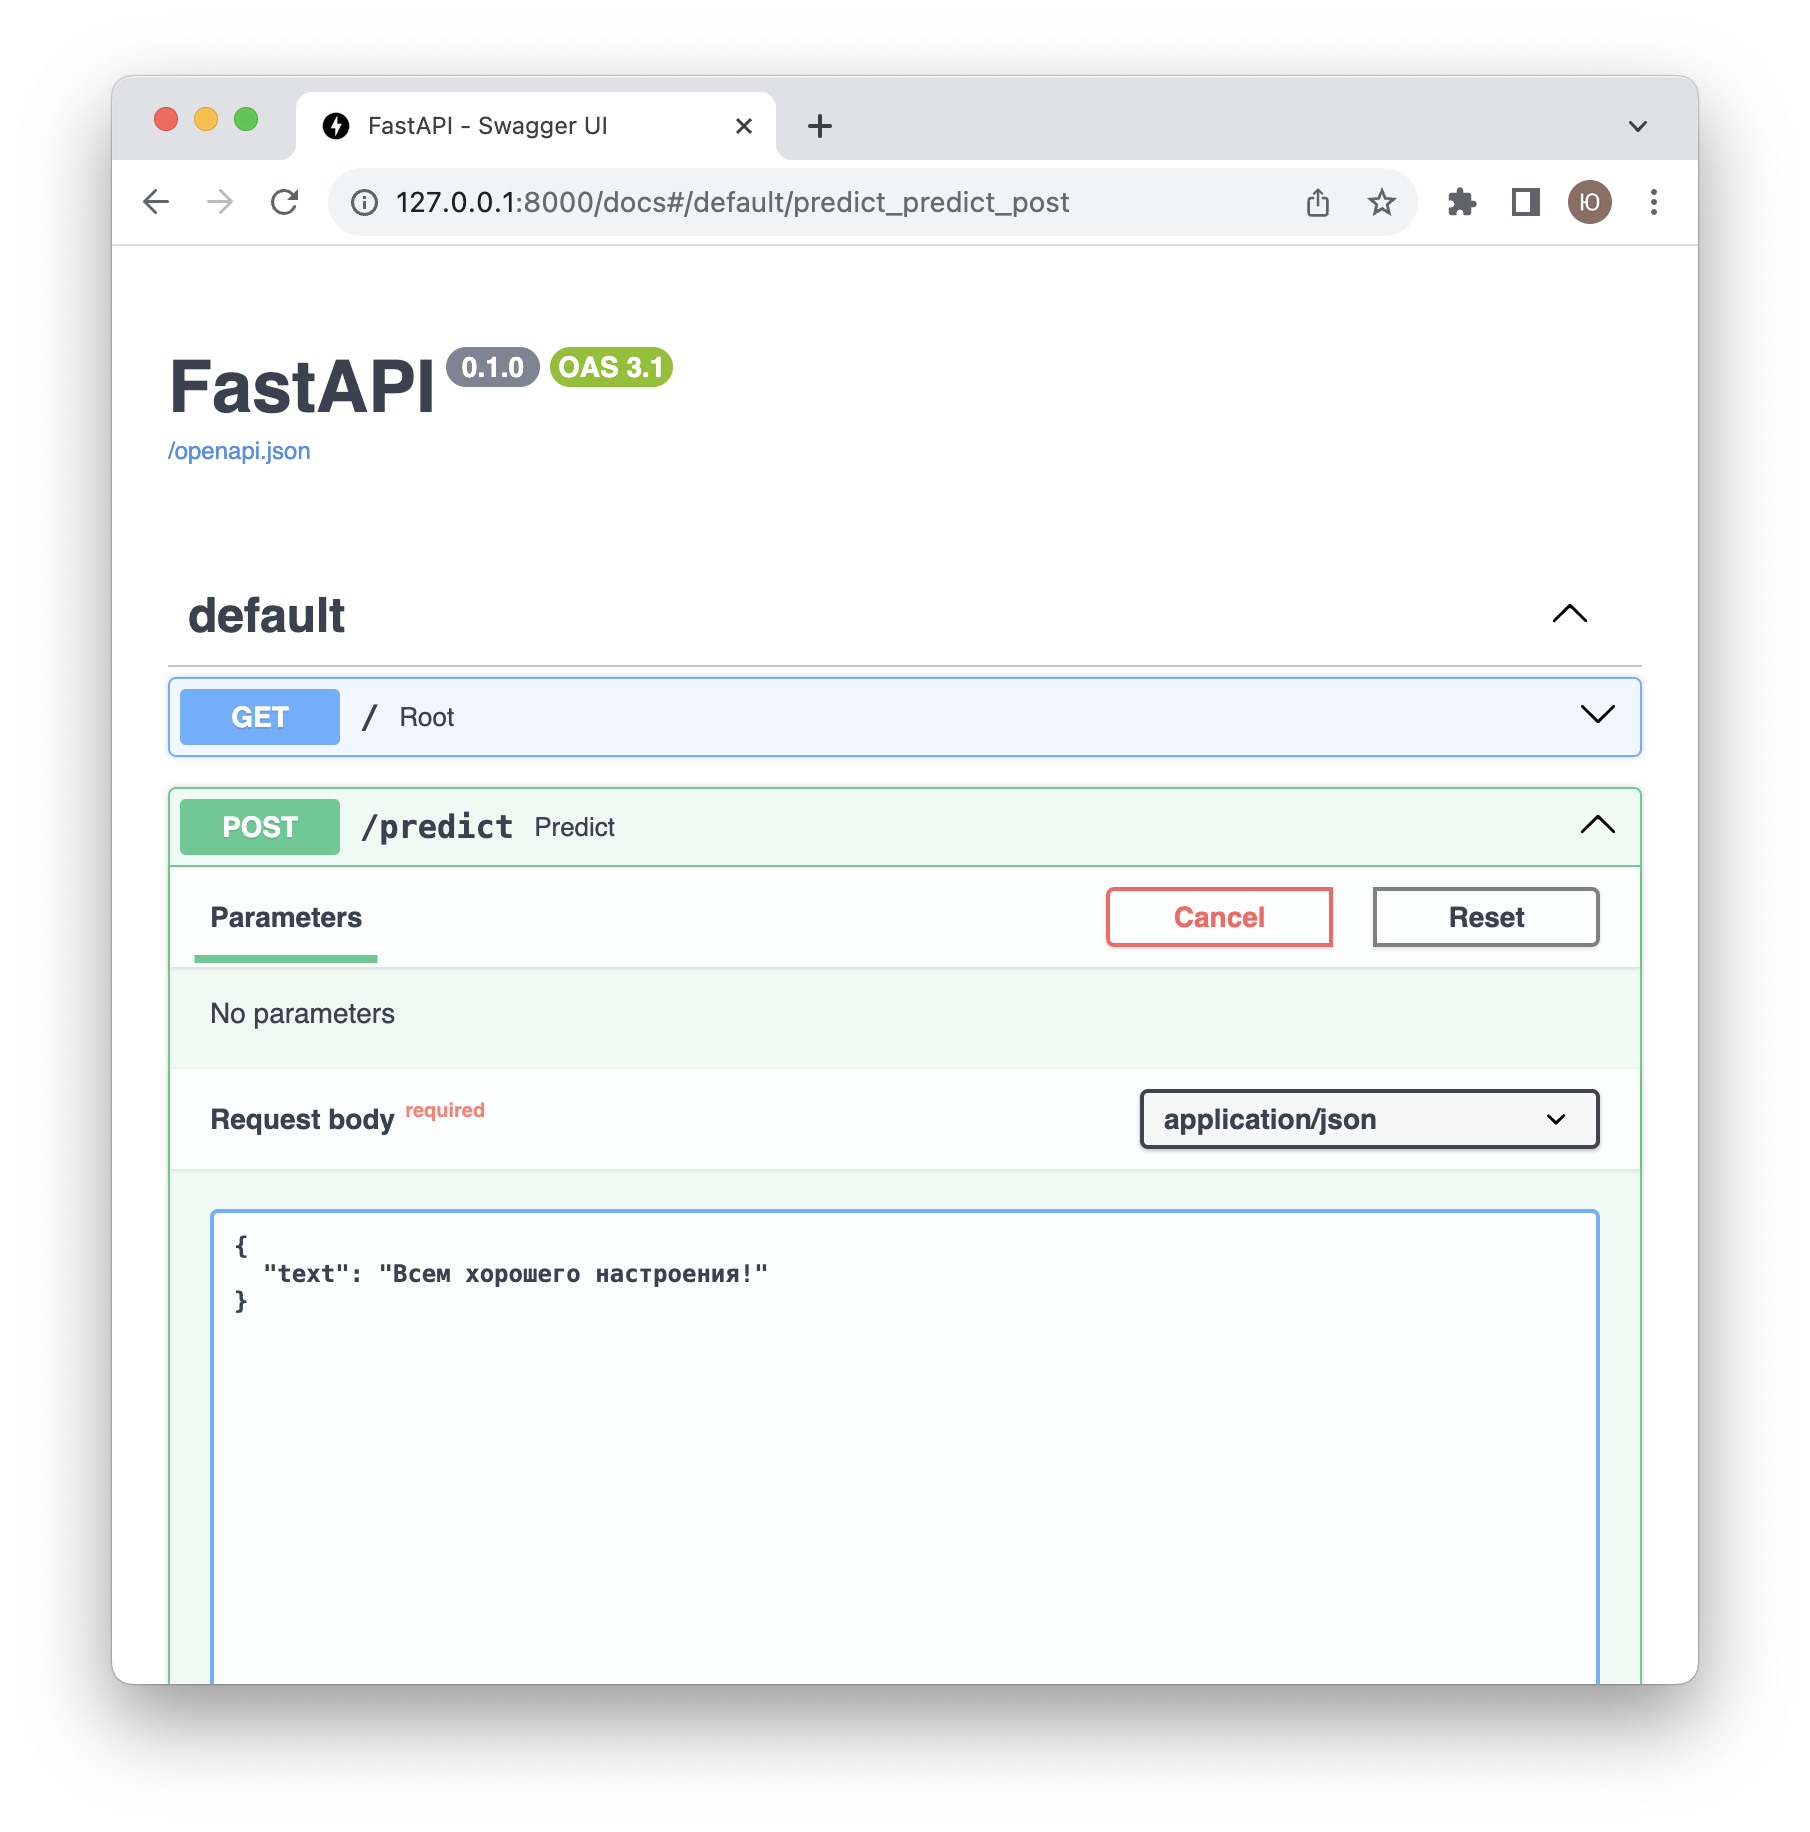 FastAPI - Swagger UI
127.0.0.1:8000/docs#/default/predict_predict_post
Ю
FastAPI 0.1.0 OAS 3.1
/openapi.json
default
GET / Root
POST /predict Predict
Parameters Cancel Reset
No parameters
Request body required application/json
{
"text": "Всем хорошего настроения!"
}